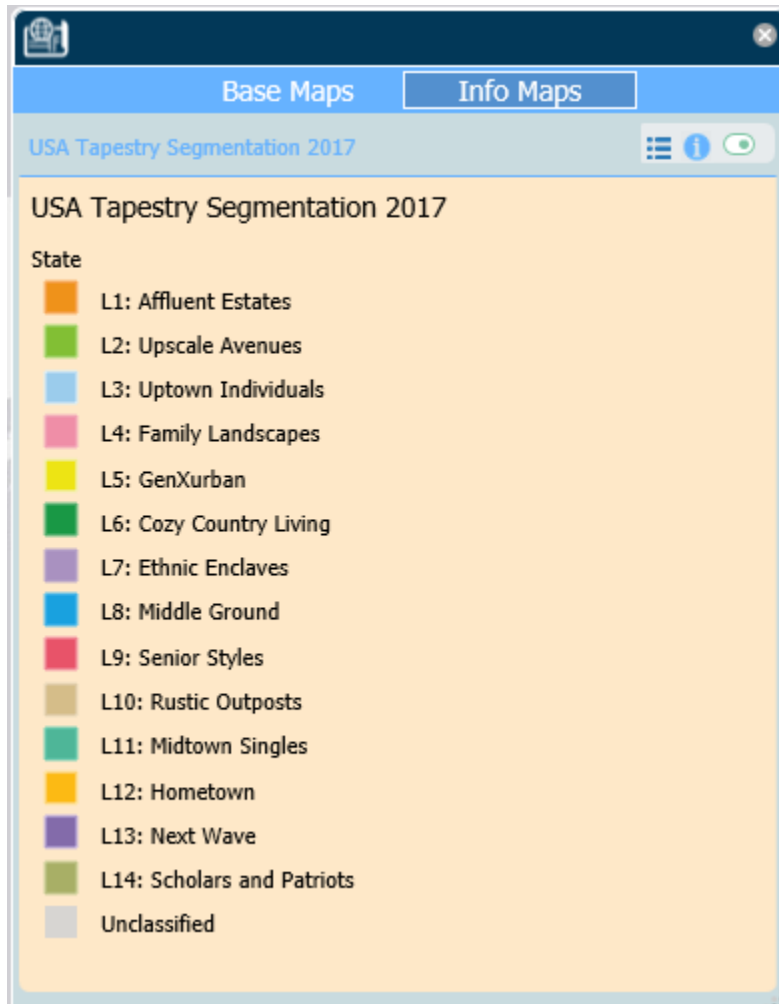 Base Maps Info Maps
USA Tapestry Segmentation 2017
USA Tapestry Segmentation 2017
State
L1: Affluent Estates
L2: Upscale Avenues
L3: Uptown Individuals
L4: Family Landscapes
L5: GenXurban
L6: Cozy Country Living
L7: Ethnic Enclaves
L8: Middle Ground
L9: Senior Styles
L10: Rustic Outposts
L11: Midtown Singles
L12: Hometown
L13: Next Wave
L14: Scholars and Patriots
Unclassified